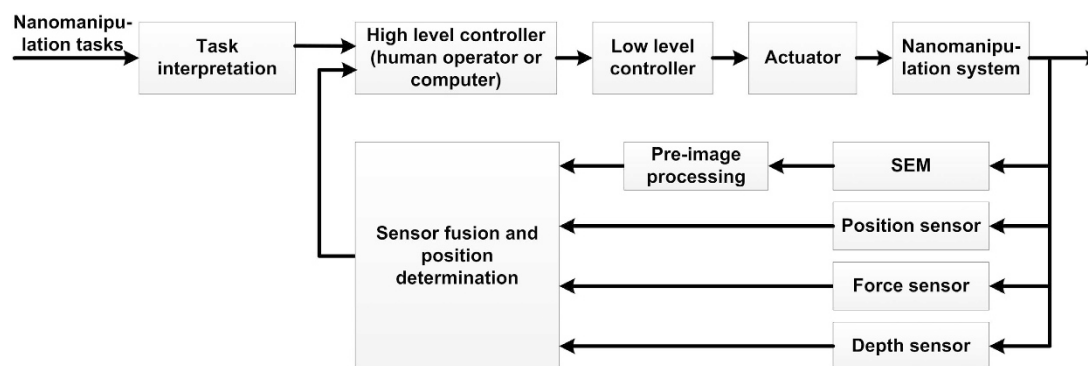 Nanomanipu-
lation tasks
Task
interpretation
High level controller
(human operator or
computer)
Low level
controller
Actuator
Nanomanipu-
lation system
Pre-image
processing
SEM
Position sensor
Sensor fusion and
position
determination
Force sensor
Depth sensor